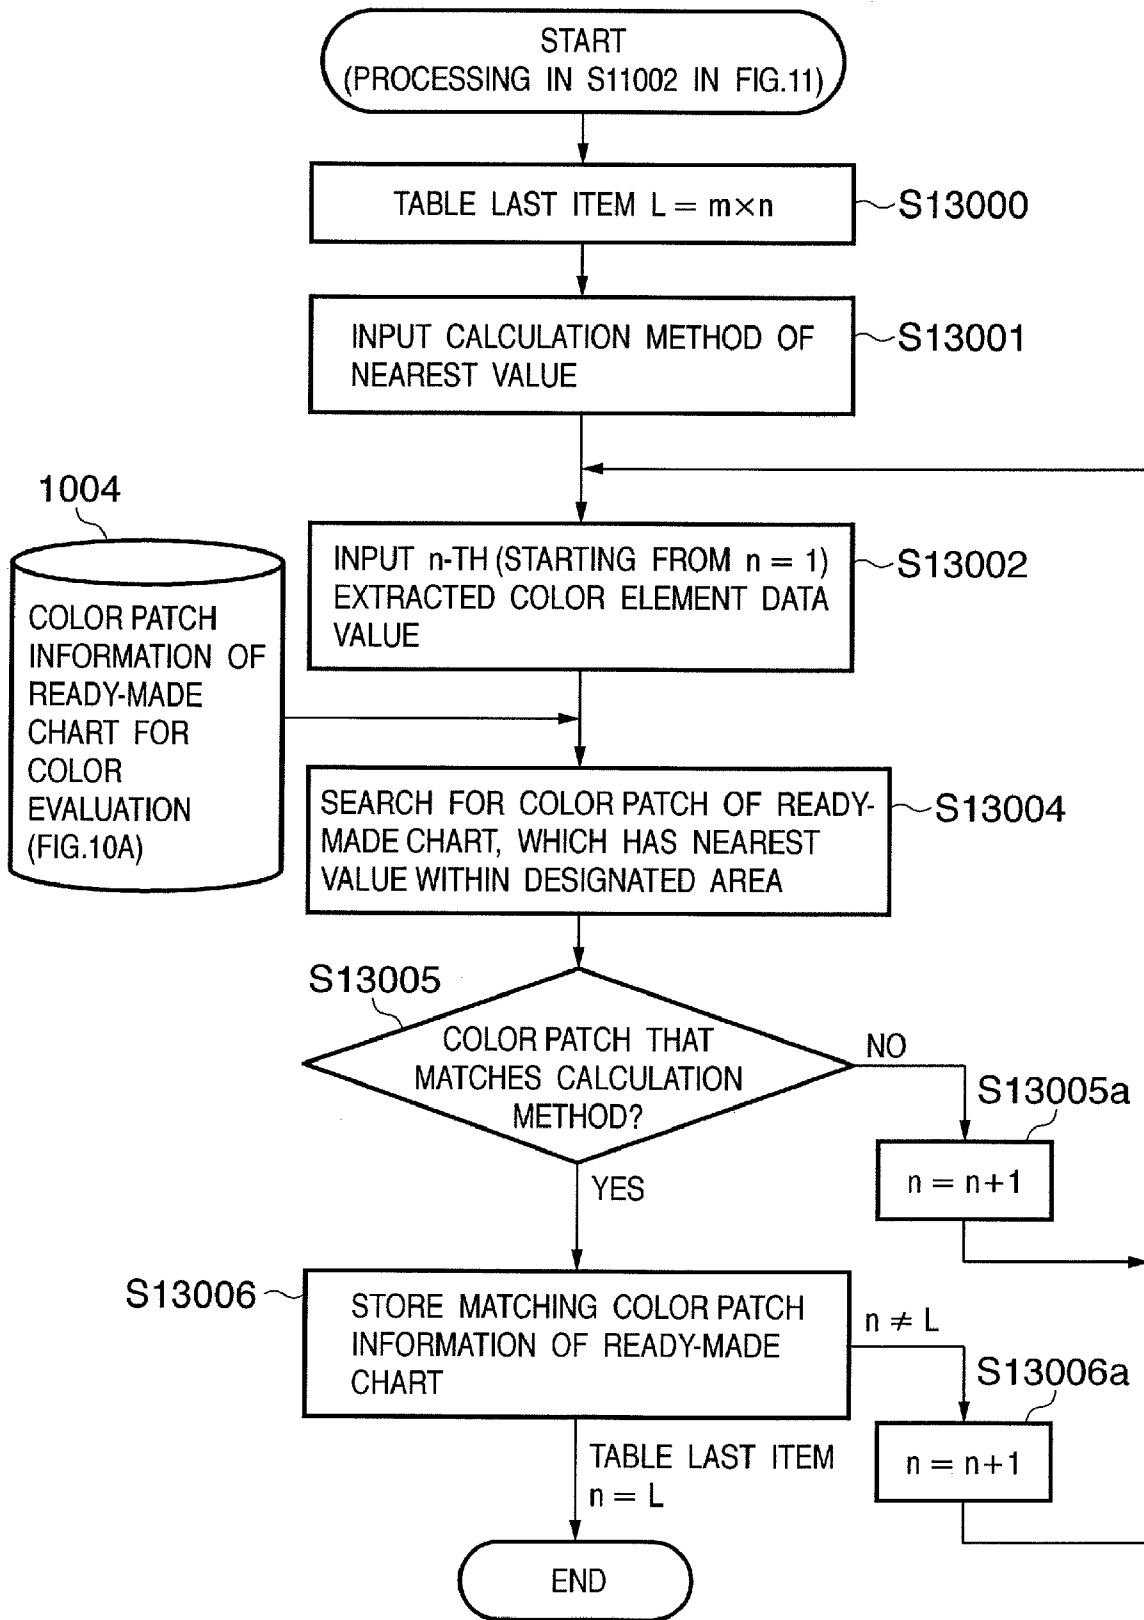 START
(PROCESSING IN S11002 IN FIG.11)
TABLE LAST ITEM L = m×n
S13000
INPUT CALCULATION METHOD OF
NEAREST VALUE
S13001
1004
COLOR PATCH
INFORMATION OF
READY-MADE
CHART FOR
COLOR
EVALUATION
(FIG.10A)
INPUT n-TH (STARTING FROM n = 1)
EXTRACTED COLOR ELEMENT DATA
VALUE
S13002
SEARCH FOR COLOR PATCH OF READY-
MADE CHART, WHICH HAS NEAREST
VALUE WITHIN DESIGNATED AREA
S13004
S13005
COLOR PATCH THAT
MATCHES CALCULATION
METHOD?
NO
S13005a
n = n+1
YES
S13006
STORE MATCHING COLOR PATCH
INFORMATION OF READY-MADE
CHART
n ≠ L
S13006a
n = n+1
TABLE LAST ITEM
n = L
END